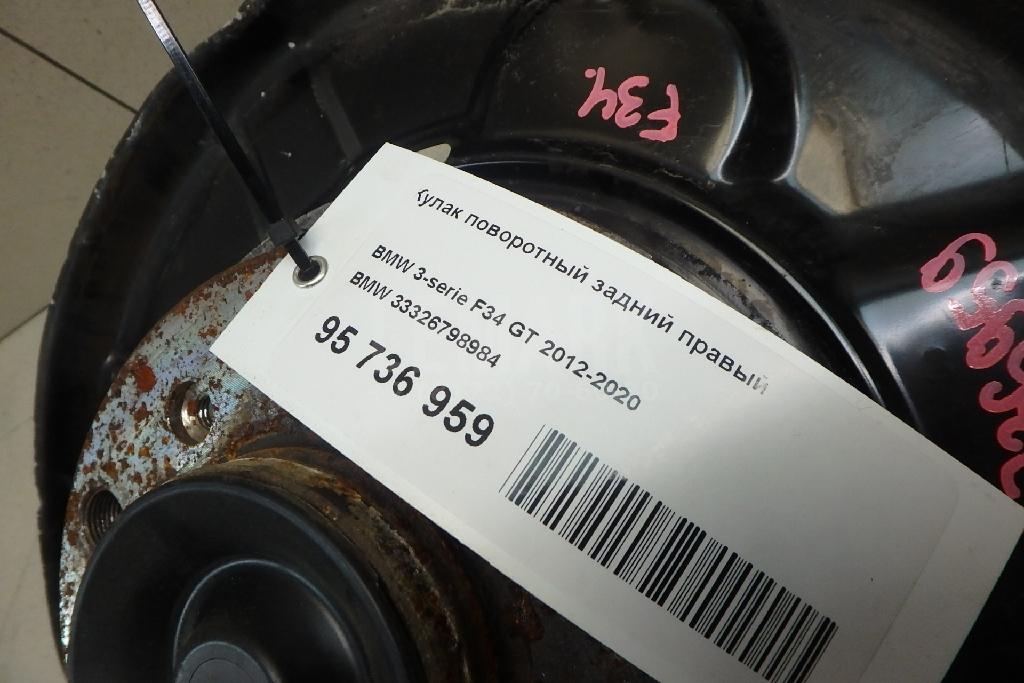 F34.
Кулак поворотный задний правый
BMW 3-serie F34 GT 2012-2020
BMW 33326798984
95 736 959